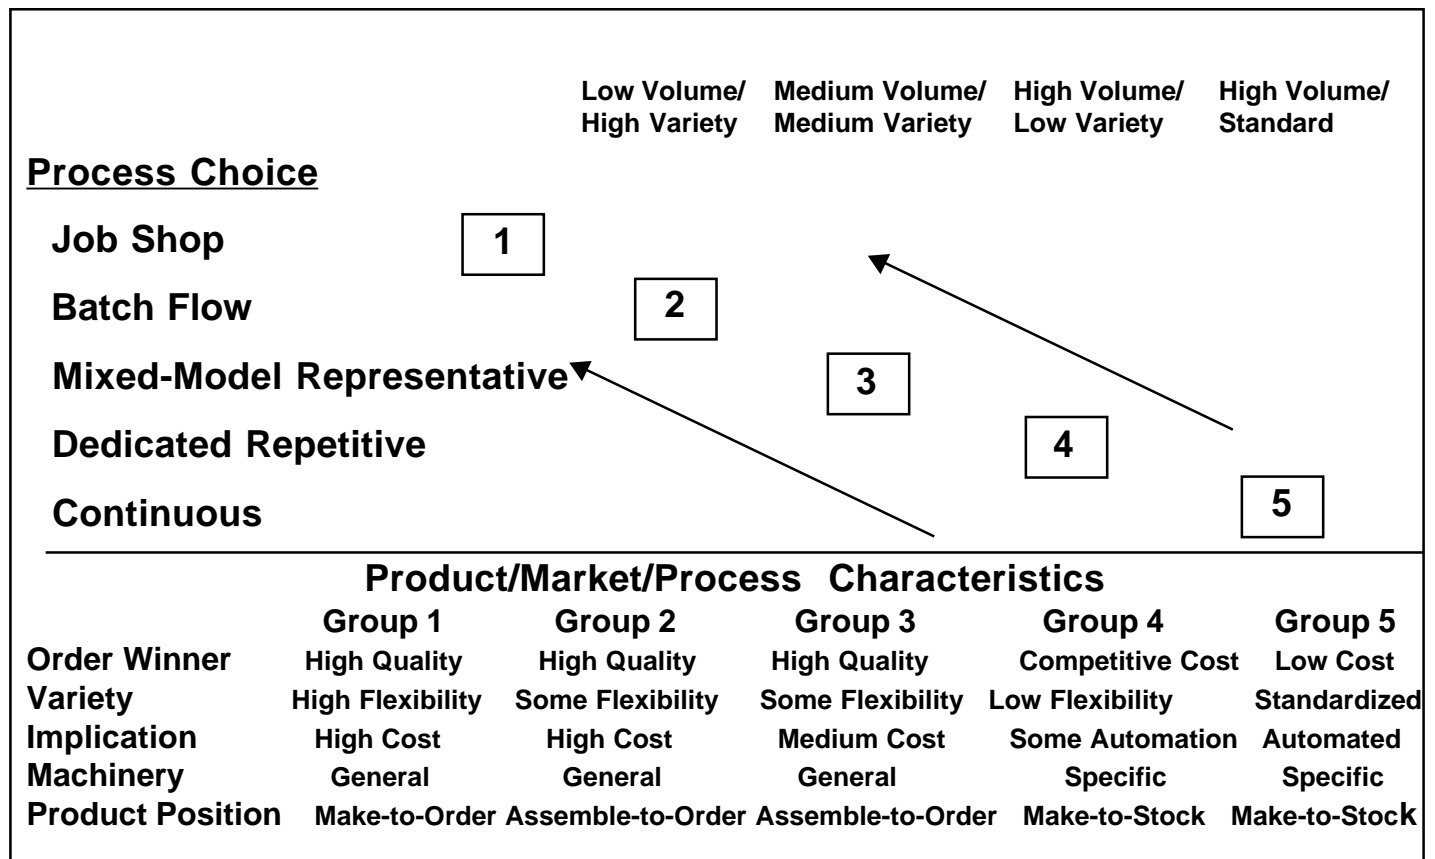 Low Volume/ Medium Volume/ High Volume/ High Volume/
High Variety Medium Variety Low Variety Standard
Process Choice
Job Shop 1
Batch Flow 2
Mixed-Model Representative 3
Dedicated Repetitive 4
Continuous 5
Product/Market/Process Characteristics
Group 1 Group 2 Group 3 Group 4 Group 5
Order Winner High Quality High Quality High Quality Competitive Cost Low Cost
Variety High Flexibility Some Flexibility Some Flexibility Low Flexibility Standardized
Implication High Cost High Cost Medium Cost Some Automation Automated
Machinery General General General Specific Specific
Product Position Make-to-Order Assemble-to-Order Assemble-to-Order Make-to-Stock Make-to-Stock